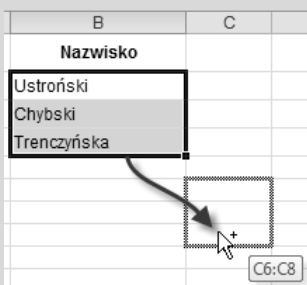 B C
Nazwisko
Ustroński
Chybski
Trenczyńska
C6:C8